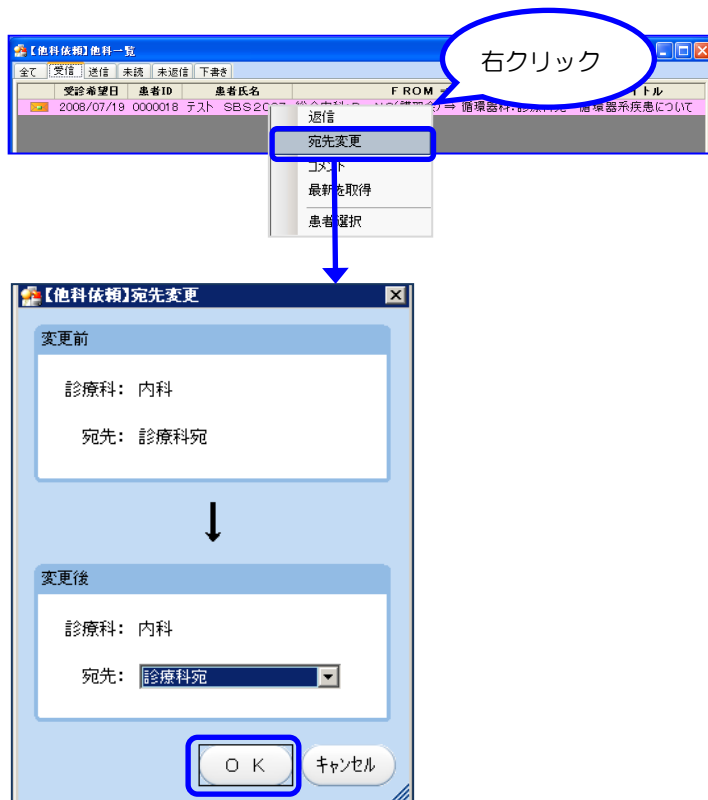 【他科依頼】他科一覧
右クリック
全て 受信 送信 未読 未返信 下書き
受診希望日 患者ID 患者氏名 FROM ⇒ トル
2008/07/19 0000018 テスト SBS2007 ⇒ 循環器科:診療科宛 循環器系疾患について
返信
宛先変更
コメント
最新を取得
患者選択
【他科依頼】宛先変更
変更前
診療科: 内科
宛先: 診療科宛
↓
変更後
診療科: 内科
宛先: 診療科宛
OK キャンセル